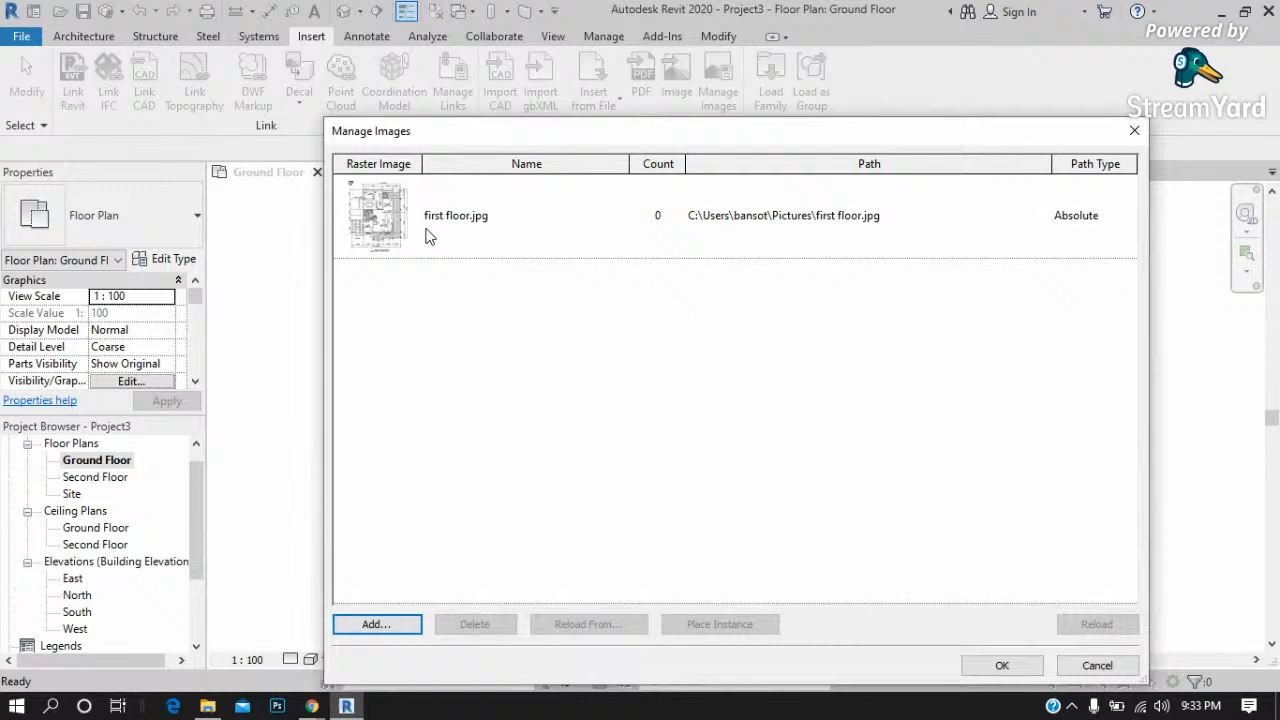 Autodesk Revit 2020 - Project3 - Floor Plan: Ground Floor
Sign In
Powered by
StreamYard
File Architecture Structure Steel Systems Insert Annotate Analyze Collaborate View Manage Add-Ins Modify
Modify
Link Revit
Link IFC
Link CAD
Link Topography
DWF Markup
Decal
Point Cloud
Coordination Model
Manage Links
Import CAD
Import gbXML
Insert from File
PDF
Image
Manage Images
Load Family
Load as Group
Select
Link
Manage Images
Properties
Ground Floor
Raster Image Name Count Path Path Type
first floor.jpg 0 C:\Users\bansot\Pictures\first floor.jpg Absolute
Floor Plan
Floor Plan: Ground Fl
Edit Type
Graphics
View Scale 1 : 100
Scale Value 1: 100
Display Model Normal
Detail Level Coarse
Parts Visibility Show Original
Visibility/Grap... Edit...
Properties help
Apply
Project Browser - Project3
Floor Plans
Ground Floor
Second Floor
Site
Ceiling Plans
Ground Floor
Second Floor
Elevations (Building Elevation
East
North
South
West
Legends
Add... Delete Reload From... Place Instance Reload
1 : 100
OK Cancel
Ready
:0
9:33 PM